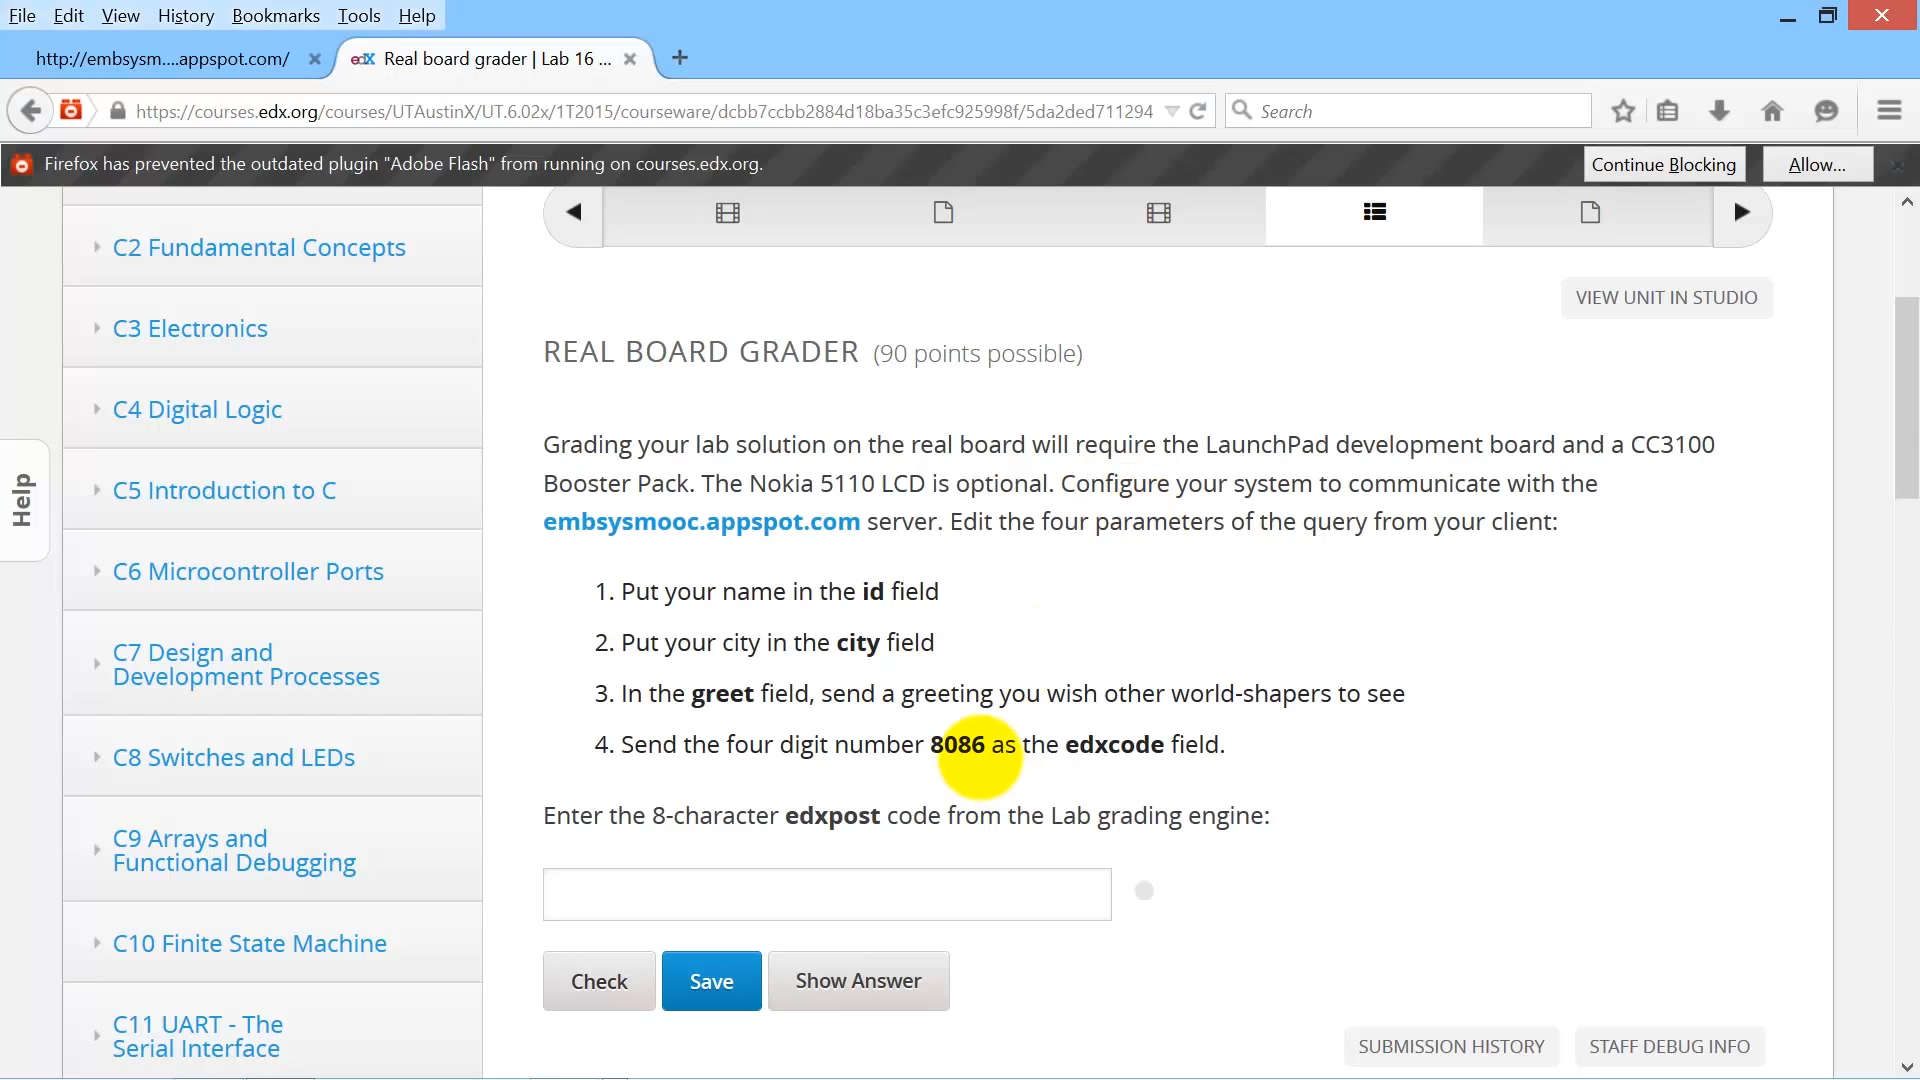 File Edit View History Bookmarks Tools Help
http://embsysm....appspot.com/
edX Real board grader | Lab 16 ...
https://courses.edx.org/courses/UTAustinX/UT.6.02x/1T2015/courseware/dcbb7ccbb2884d18ba35c3efc925998f/5da2ded711294
Search
Firefox has prevented the outdated plugin "Adobe Flash" from running on courses.edx.org.
Continue Blocking
Allow...
Help
C2 Fundamental Concepts
C3 Electronics
C4 Digital Logic
C5 Introduction to C
C6 Microcontroller Ports
C7 Design and
Development Processes
C8 Switches and LEDs
C9 Arrays and
Functional Debugging
C10 Finite State Machine
C11 UART - The
Serial Interface
VIEW UNIT IN STUDIO
REAL BOARD GRADER (90 points possible)
Grading your lab solution on the real board will require the LaunchPad development board and a CC3100
Booster Pack. The Nokia 5110 LCD is optional. Configure your system to communicate with the
embsysmooc.appspot.com server. Edit the four parameters of the query from your client:
1. Put your name in the id field
2. Put your city in the city field
3. In the greet field, send a greeting you wish other world-shapers to see
4. Send the four digit number 8086 as the edxcode field.
Enter the 8-character edxpost code from the Lab grading engine:
Check
Save
Show Answer
SUBMISSION HISTORY
STAFF DEBUG INFO